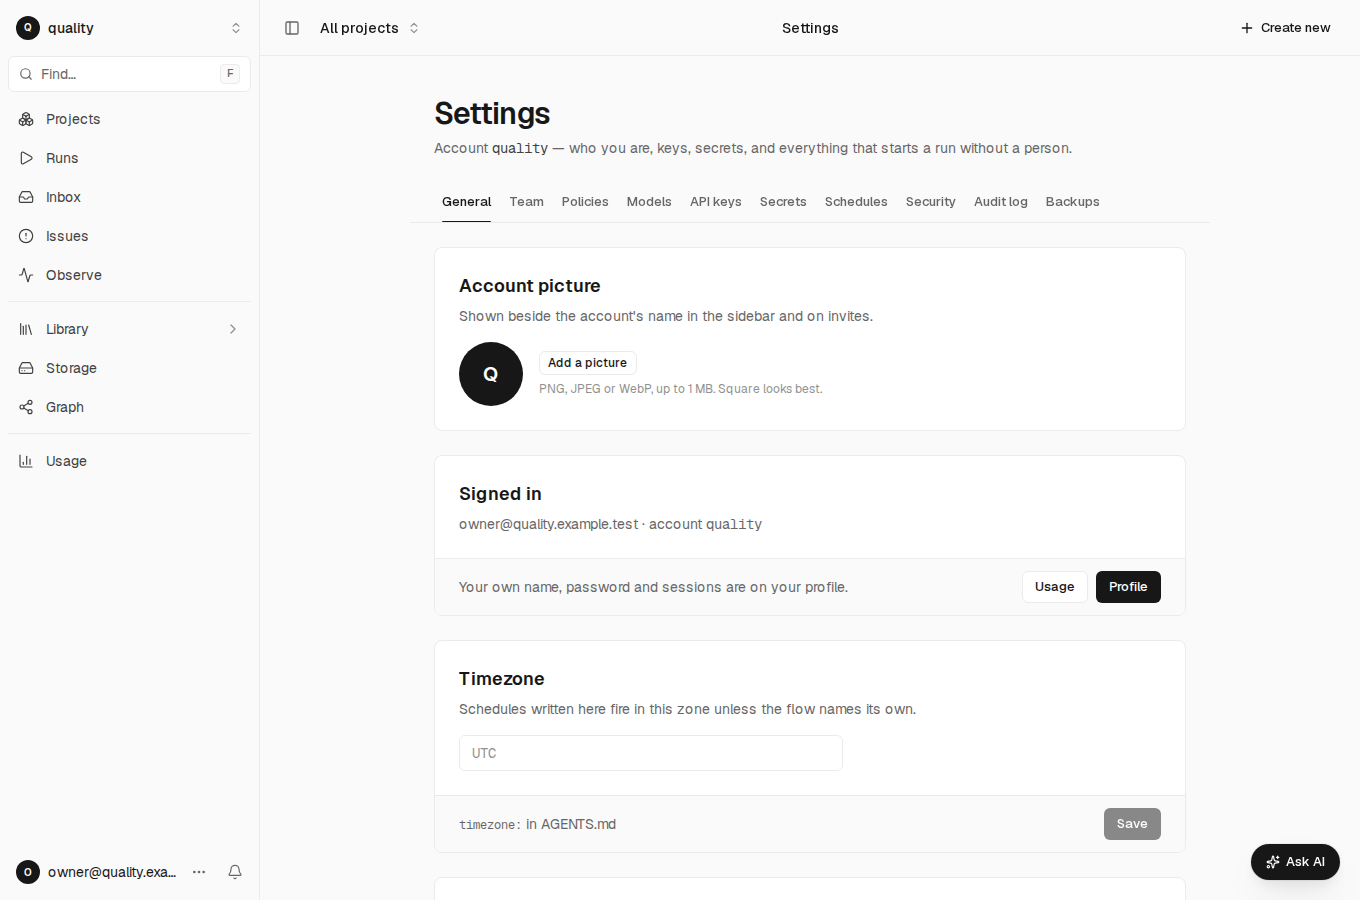 Q quality
Find... F
Projects
Runs
Inbox
Issues
Observe
Library
Storage
Graph
Usage
O owner@quality.exa...
All projects
Settings
Create new
Settings
Account quality — who you are, keys, secrets, and everything that starts a run without a person.
General Team Policies Models API keys Secrets Schedules Security Audit log Backups
Account picture
Shown beside the account's name in the sidebar and on invites.
Q
Add a picture
PNG, JPEG or WebP, up to 1 MB. Square looks best.
Signed in
owner@quality.example.test · account quality
Your own name, password and sessions are on your profile.
Usage
Profile
Timezone
Schedules written here fire in this zone unless the flow names its own.
UTC
timezone: in AGENTS.md
Save
Ask AI